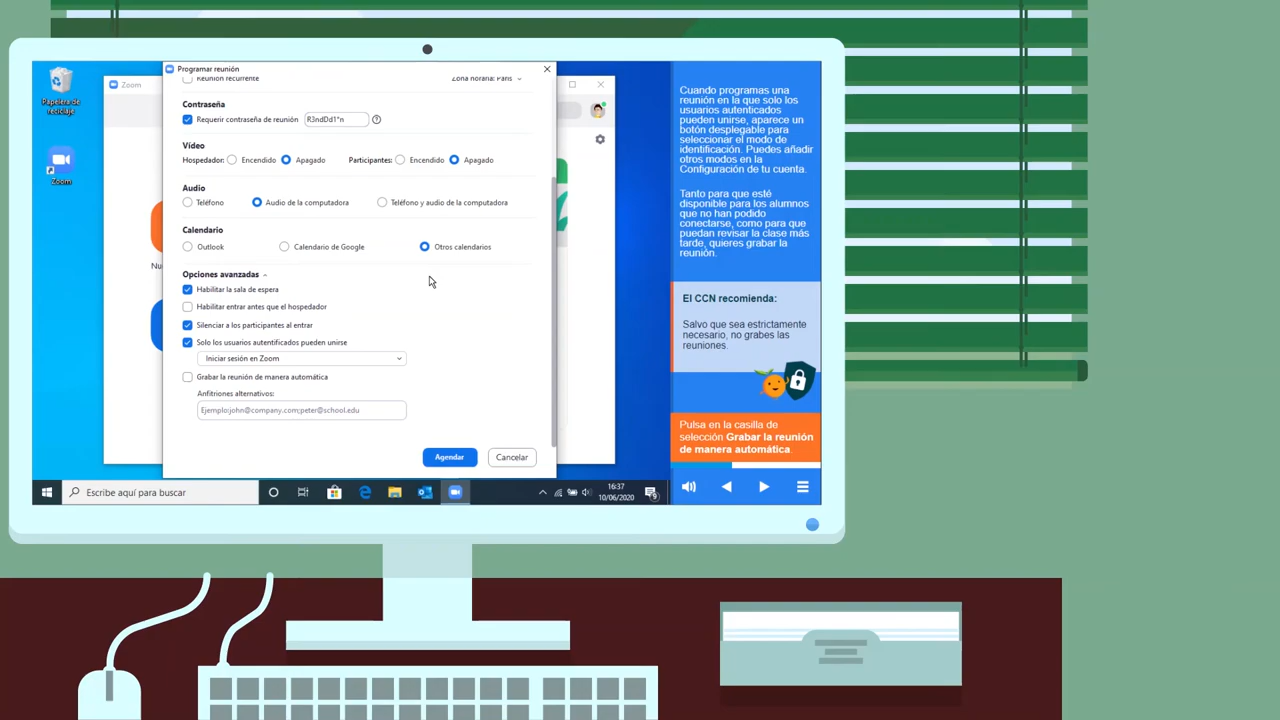 Papelera de
reciclaje
Zoom
Zoom
Nu
Programar reunión
Reunión recurrente
Zona horaria: París
Contraseña
Requerir contraseña de reunión
R3ndDd1*n
Vídeo
Hospedador:
Encendido
Apagado
Participantes:
Encendido
Apagado
Audio
Teléfono
Audio de la computadora
Teléfono y audio de la computadora
Calendario
Outlook
Calendario de Google
Otros calendarios
Opciones avanzadas
Habilitar la sala de espera
Habilitar entrar antes que el hospedador
Silenciar a los participantes al entrar
Solo los usuarios autentificados pueden unirse
Iniciar sesión en Zoom
Grabar la reunión de manera automática
Anfitriones alternativos:
Ejemplo:john@company.com;peter@school.edu
Agendar
Cancelar
Escribe aquí para buscar
16:37
10/06/2020
9
Cuando programas una
reunión en la que solo los
usuarios autenticados
pueden unirse, aparece un
botón desplegable para
seleccionar el modo de
identificación. Puedes añadir
otros modos en la
Configuración de tu cuenta.
Tanto para que esté
disponible para los alumnos
que no han podido
conectarse, como para que
puedan revisar la clase más
tarde, quieres grabar la
reunión.
El CCN recomienda:
Salvo que sea estrictamente
necesario, no grabes las
reuniones.
Pulsa en la casilla de
selección Grabar la reunión
de manera automática.